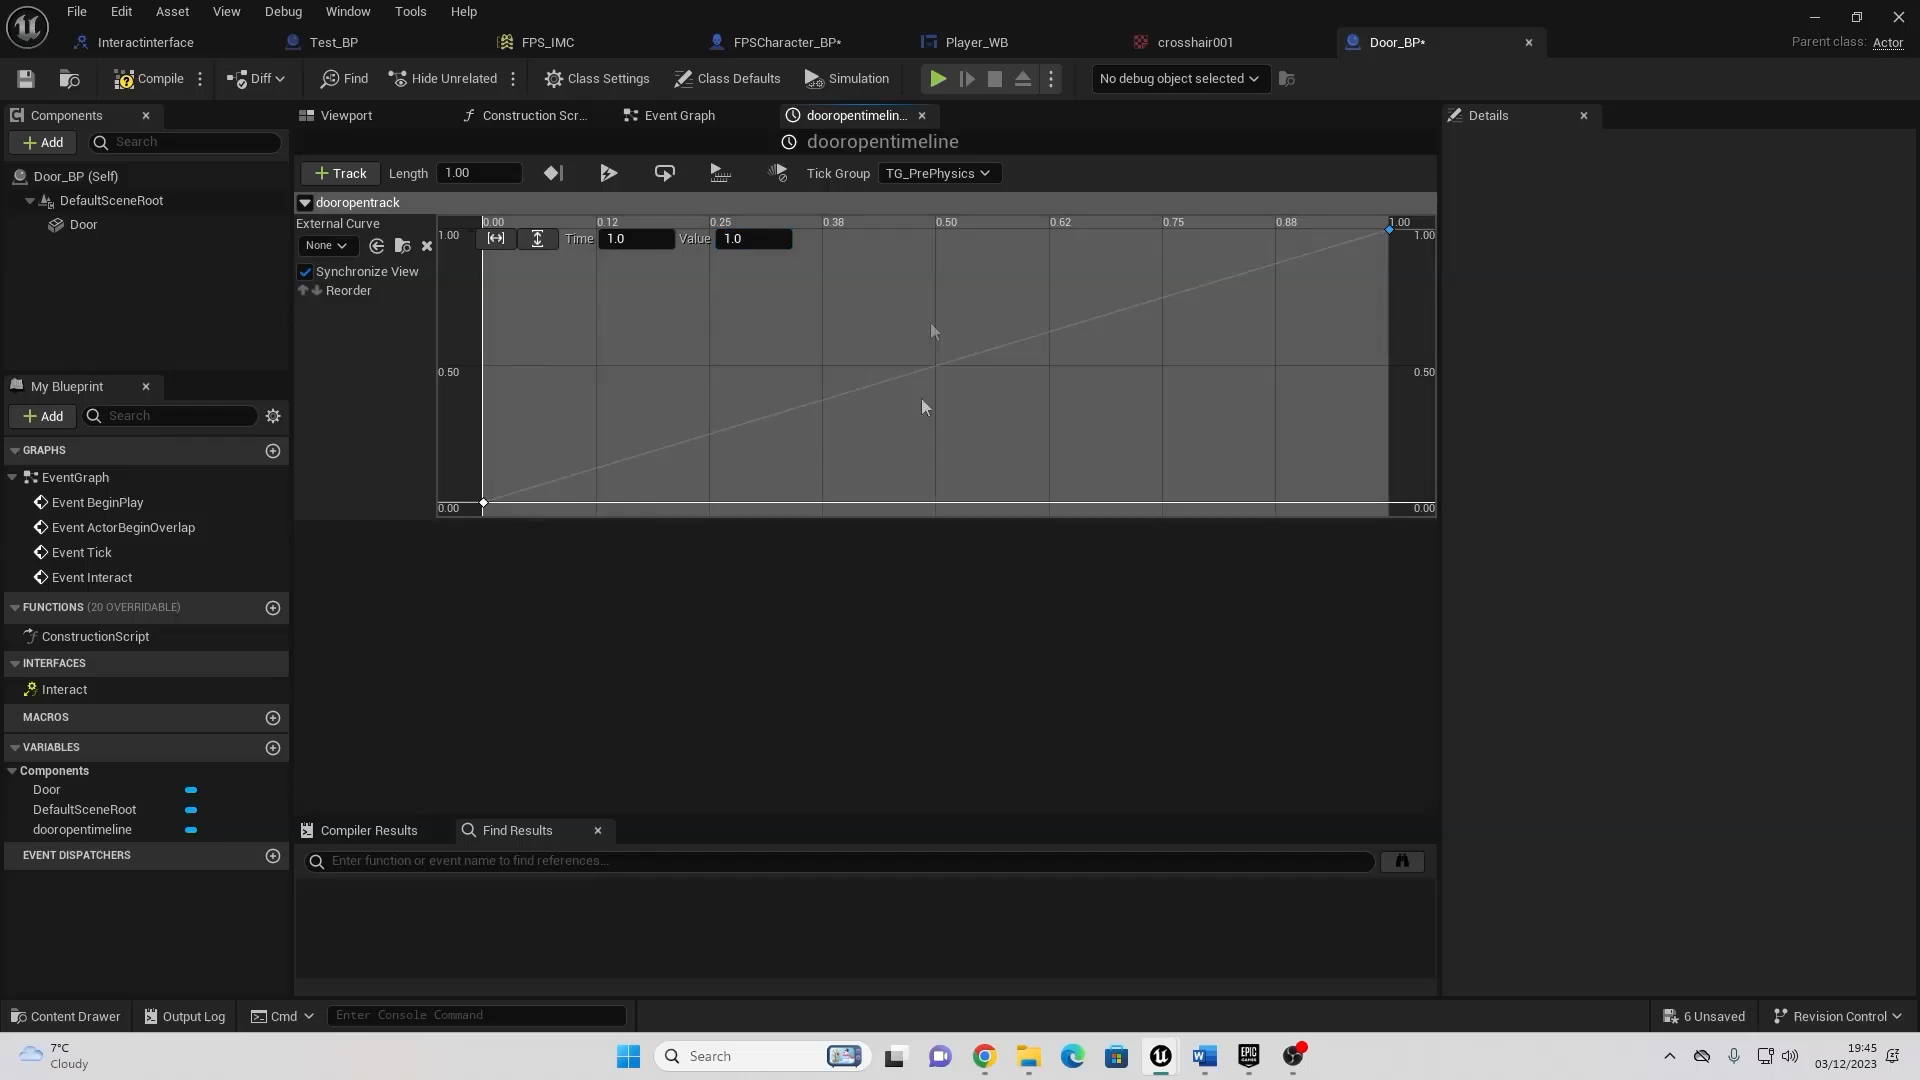 File Edit Asset View Debug Window Tools Help
Interactinterface Test_BP FPS_IMC FPSCharacter_BP* Player_WB crosshair001 Door_BP* Parent class: Actor
Compile Diff Find Hide Unrelated Class Settings Class Defaults Simulation No debug object selected
Components Viewport Construction Scr... Event Graph dooropentimelin... Details
Add Search dooropentimeline
Track Length 1.00 Tick Group TG_PrePhysics
Door_BP (Self)
DefaultSceneRoot
Door
dooropentrack
External Curve
None
Synchronize View
Reorder
0.00 0.12 0.25 0.38 0.50 0.62 0.75 0.88 1.00
1.00 Time 1.0 Value 1.0 1.00
0.50 0.50
0.00 0.00
My Blueprint
Add Search
GRAPHS
EventGraph
Event BeginPlay
Event ActorBeginOverlap
Event Tick
Event Interact
FUNCTIONS (20 OVERRIDABLE)
ConstructionScript
INTERFACES
Interact
MACROS
VARIABLES
Components
Door
DefaultSceneRoot
dooropentimeline
EVENT DISPATCHERS
Compiler Results Find Results
Enter function or event name to find references...
Content Drawer Output Log Cmd Enter Console Command 6 Unsaved Revision Control
7°C
Cloudy
Search
EPIC
GAMES
19:45
03/12/2023